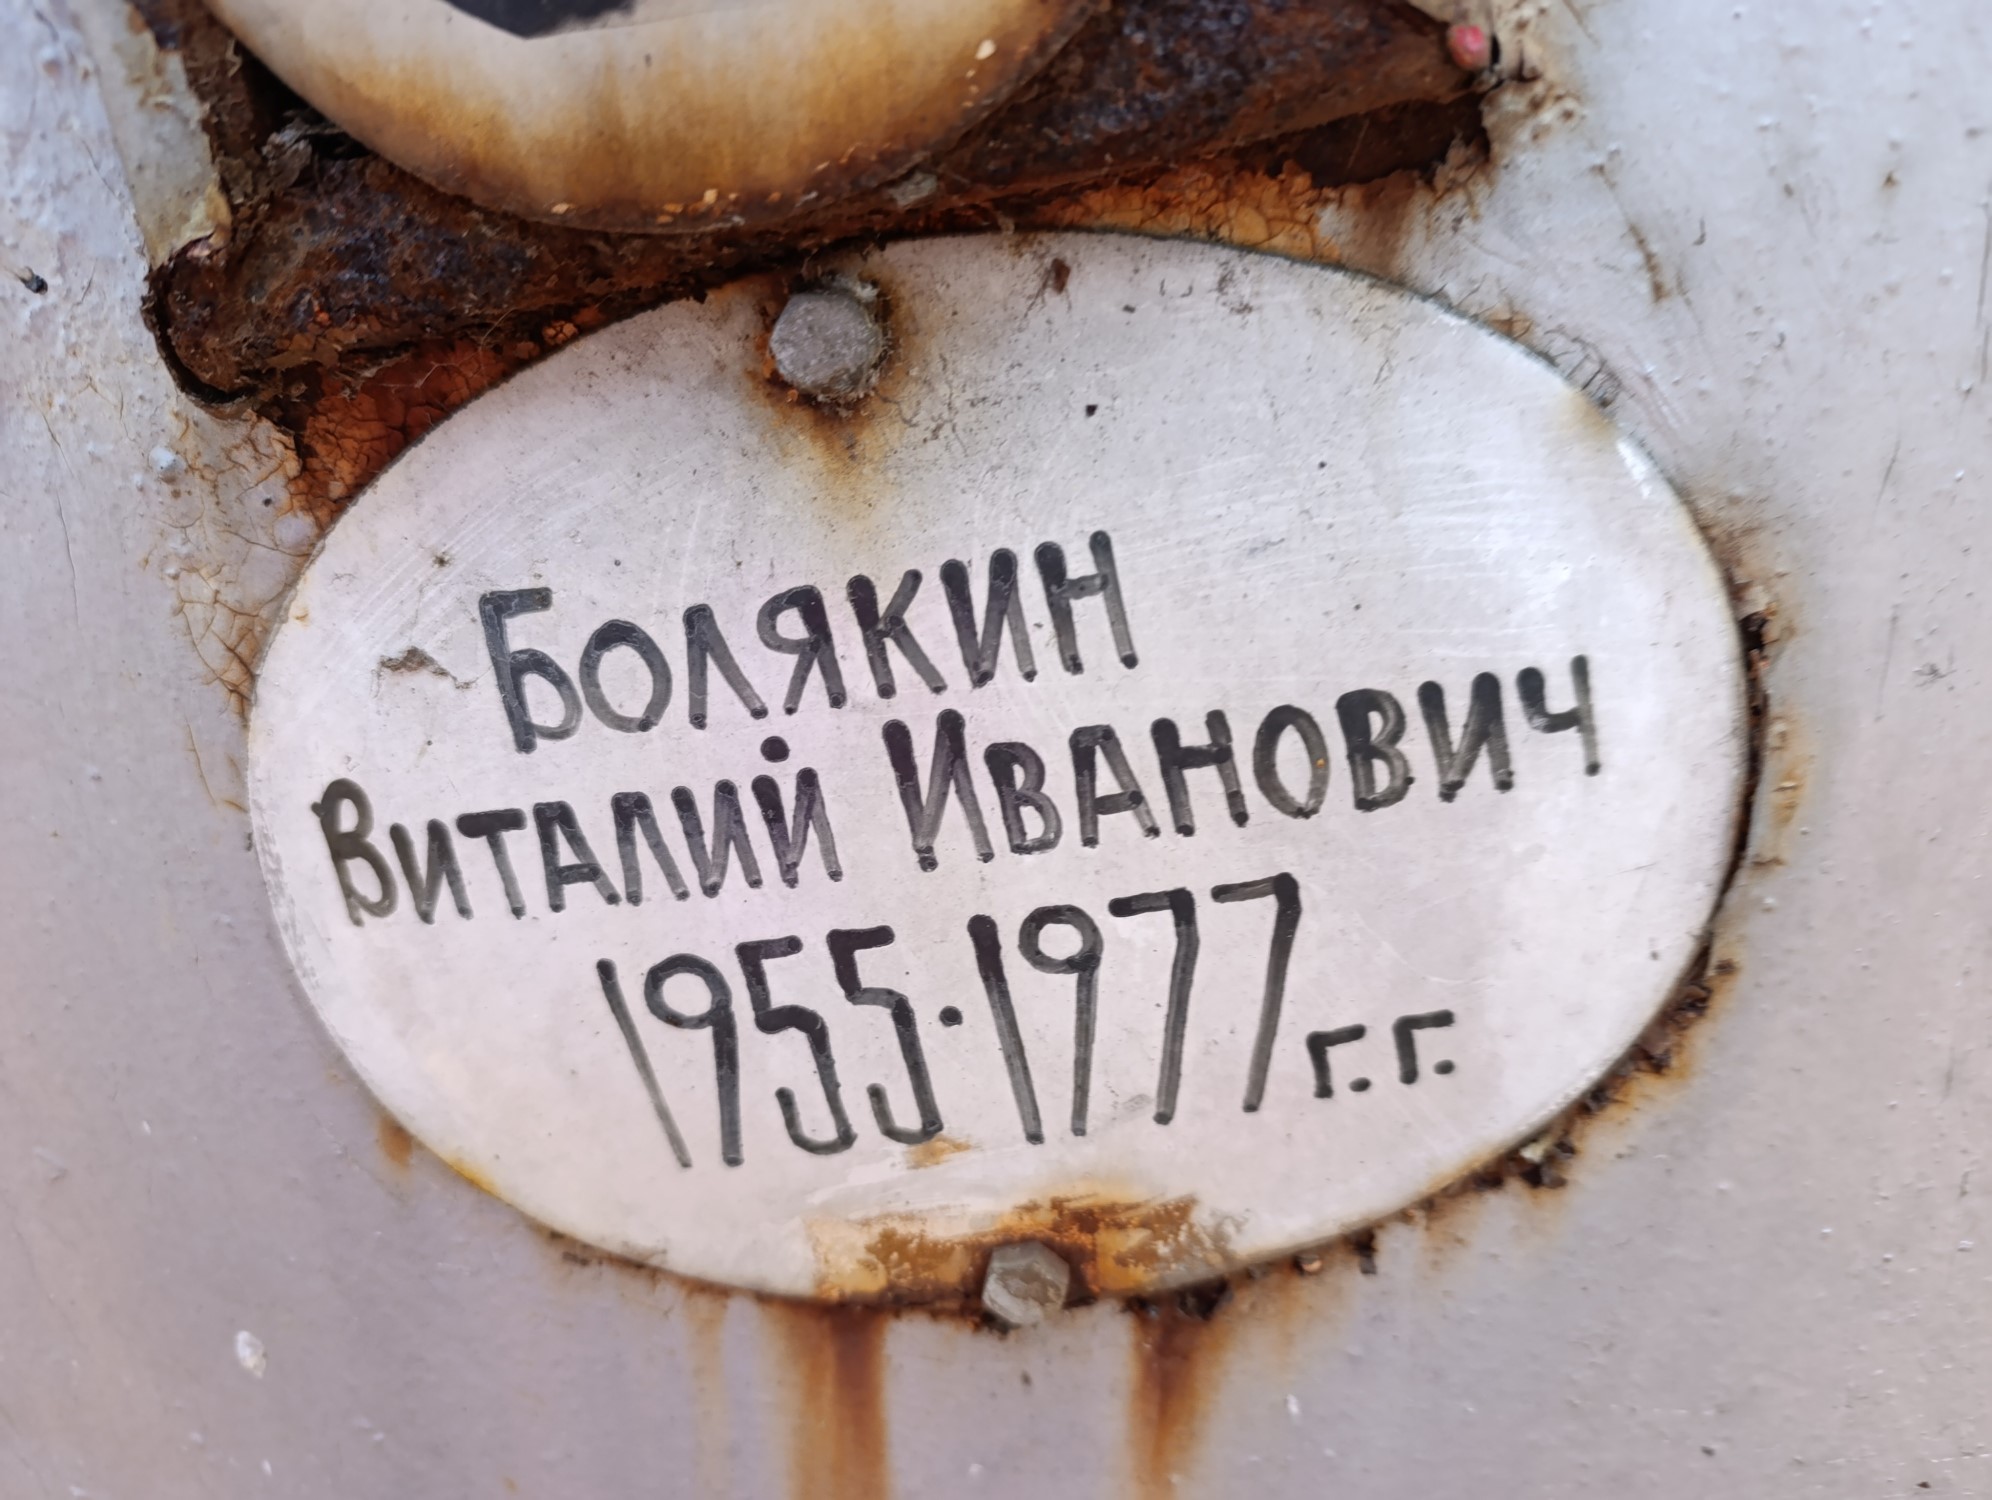 Болякин
Виталий Иванович
1955·1977 г.г.